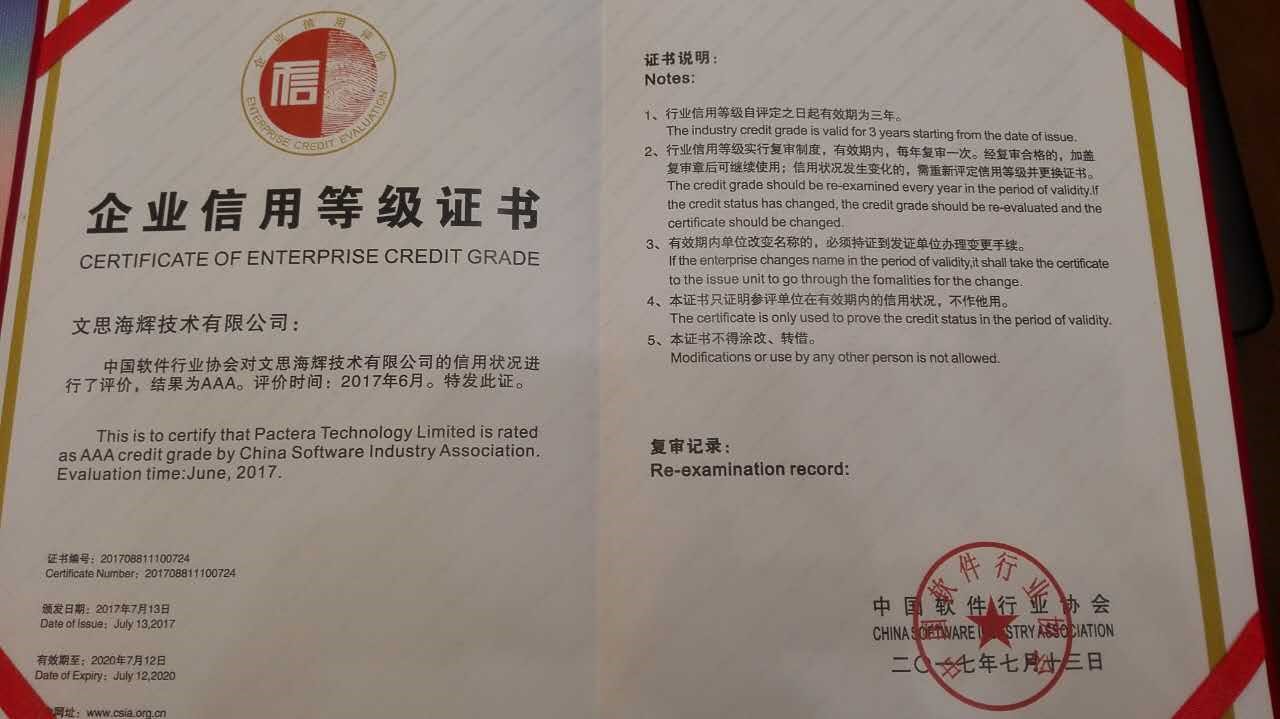 企业信用评价
信
ENTERPRISE CREDIT EVALUATION
企业信用等级证书
CERTIFICATE OF ENTERPRISE CREDIT GRADE
文思海辉技术有限公司：
中国软件行业协会对文思海辉技术有限公司的信用状况进
行了评价，结果为AAA。评价时间：2017年6月。特发此证。
This is to certify that Pactera Technology Limited is rated
as AAA credit grade by China Software Industry Association.
Evaluation time:June, 2017.
证书编号：201708811100724
Certificate Number：201708811100724
颁发日期：2017年7月13日
Date of Issue：July 13,2017
有效期至：2020年7月12日
Date of Expiry：July 12,2020
网址：www.csia.org.cn
证书说明：
Notes:
1、行业信用等级自评定之日起有效期为三年。
The industry credit grade is valid for 3 years starting from the date of issue.
2、行业信用等级实行复审制度，有效期内，每年复审一次。经复审合格的，加盖
复审章后可继续使用；信用状况发生变化的，需重新评定信用等级并更换证书。
The credit grade should be re-examined every year in the period of validity.If
the credit status has changed, the credit grade should be re-evaluated and the
certificate should be changed.
3、有效期内单位改变名称的，必须持证到发证单位办理变更手续。
If the enterprise changes name in the period of validity,it shall take the certificate
to the issue unit to go through the fomalities for the change.
4、本证书只证明参评单位在有效期内的信用状况，不作他用。
The certificate is only used to prove the credit status in the period of validity.
5、本证书不得涂改、转借。
Modifications or use by any other person is not allowed.
复审记录：
Re-examination record:
中国软件行业协会
中国软件行业协会
CHINA SOFTWARE INDUSTRY ASSOCIATION
二〇一七年七月十三日